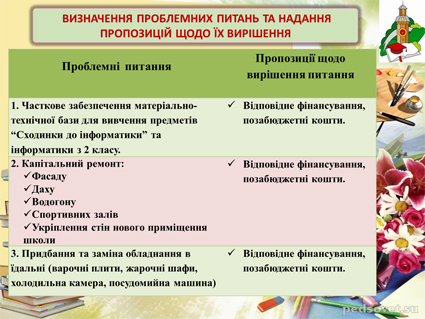 ВИЗНАЧЕННЯ ПРОБЛЕМНИХ ПИТАНЬ ТА НАДАННЯ
ПРОПОЗИЦІЙ ЩОДО ЇХ ВИРІШЕННЯ
Проблемні питання
Пропозиції щодо
вирішення питання
1. Часткове забезпечення матеріально-
технічної бази для вивчення предметів
“Сходинки до інформатики” та
інформатики з 2 класу.
✓ Відповідне фінансування,
позабюджетні кошти.
2. Капітальний ремонт:
✓Фасаду
✓Даху
✓Водогону
✓Спортивних залів
✓Укріплення стін нового приміщення
школи
✓ Відповідне фінансування,
позабюджетні кошти.
3. Придбання та заміна обладнання в
їдальні (варочні плити, жарочні шафи,
холодильна камера, посудомийна машина)
✓ Відповідне фінансування,
позабюджетні кошти.
pedsovet.su